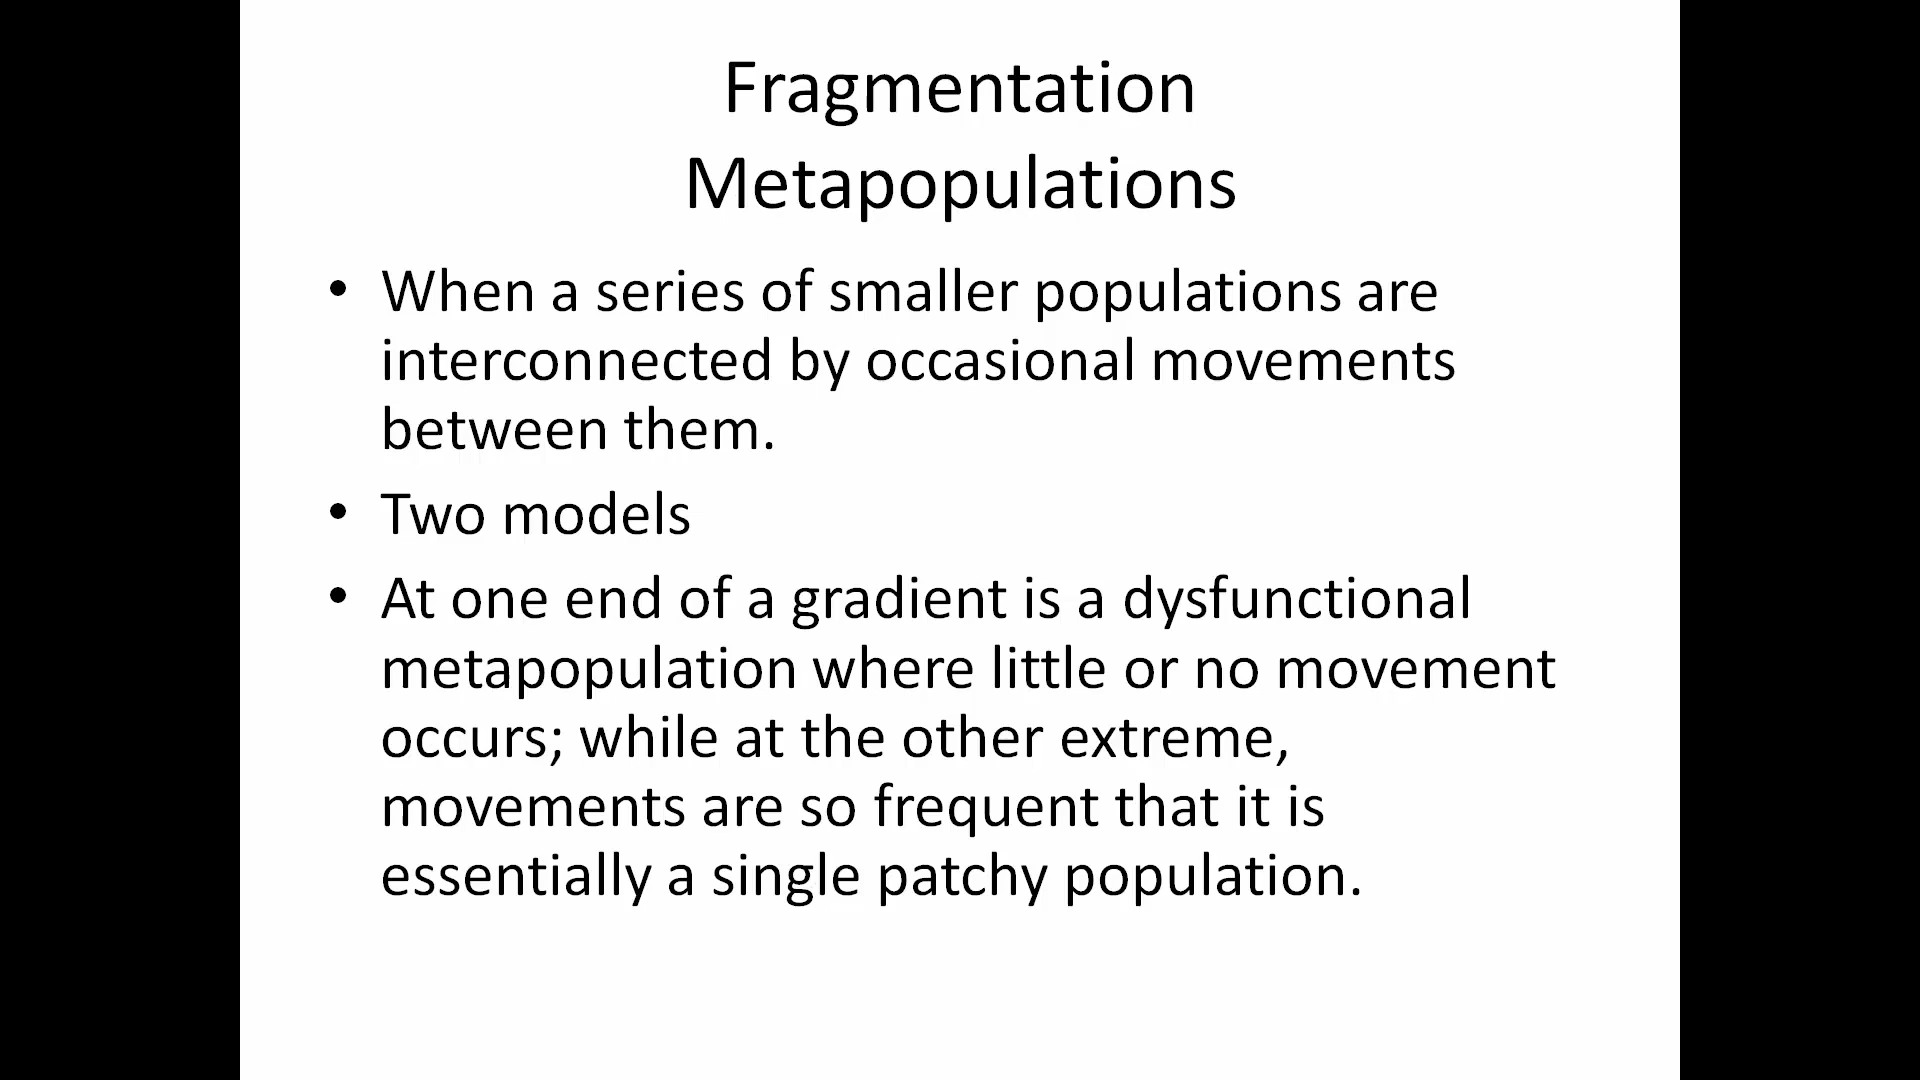 Fragmentation
Metapopulations
• When a series of smaller populations are
interconnected by occasional movements
between them.
• Two models
• At one end of a gradient is a dysfunctional
metapopulation where little or no movement
occurs; while at the other extreme,
movements are so frequent that it is
essentially a single patchy population.